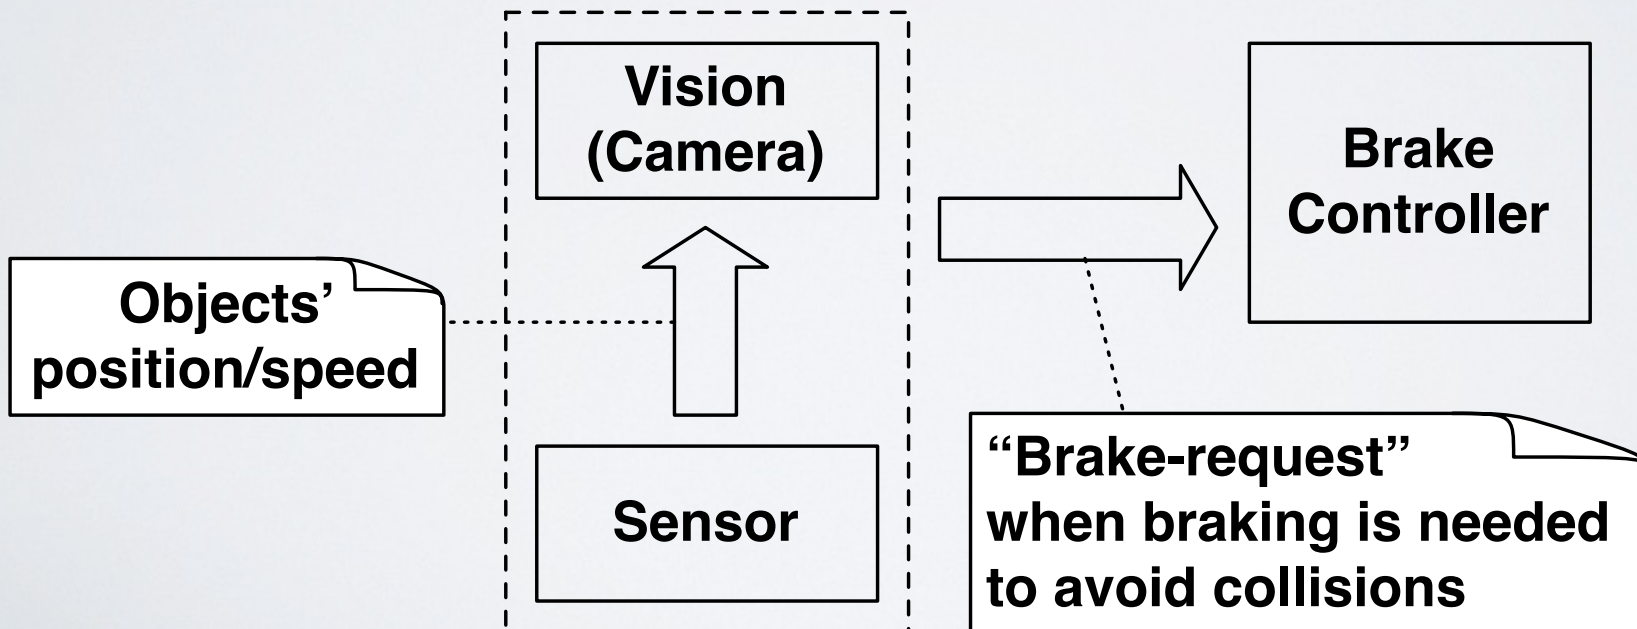 Vision
(Camera)
Brake
Controller
Objects’
position/speed
Sensor
“Brake-request”
when braking is needed
to avoid collisions